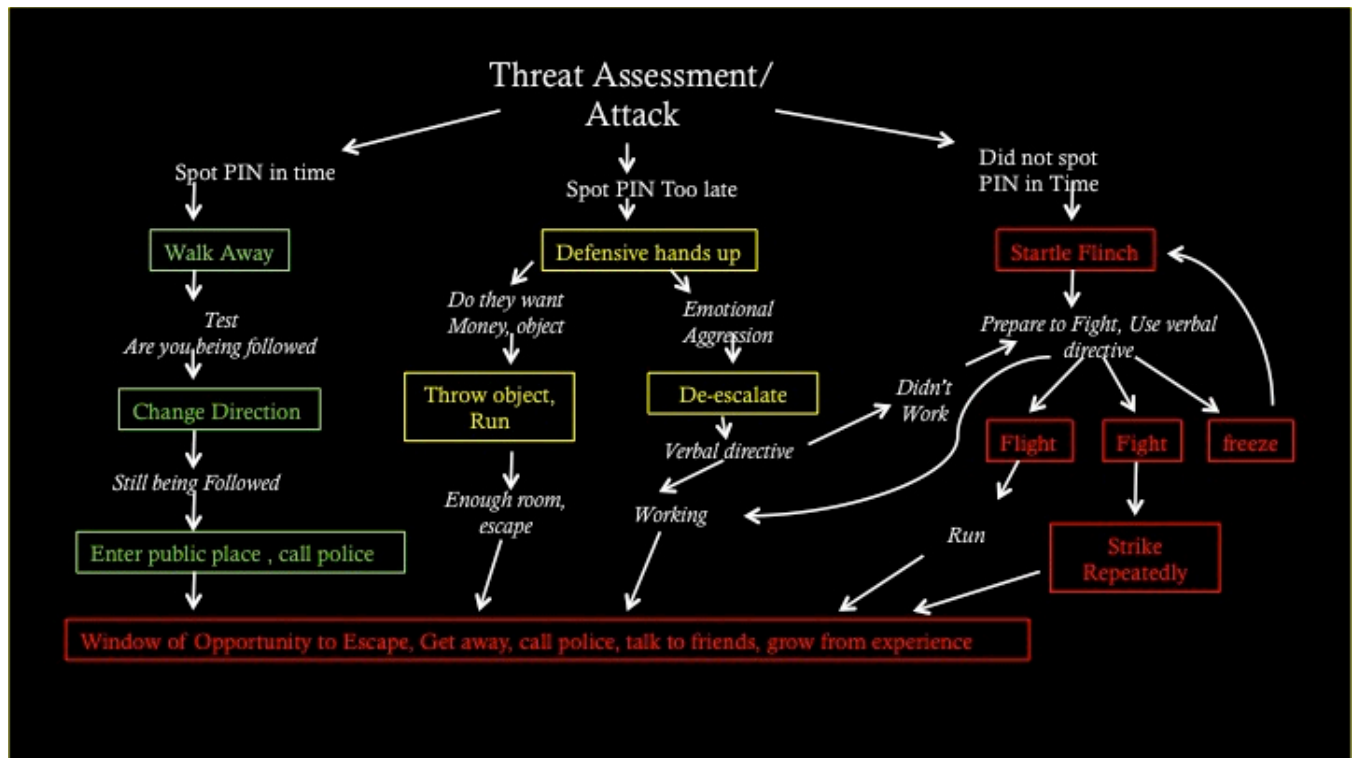 Threat Assessment/
Attack
Spot PIN in time
Spot PIN Too late
Did not spot
PIN in Time
Walk Away
Defensive hands up
Startle Flinch
Test
Are you being followed
Do they want
Money, object
Emotional
Aggression
Prepare to Fight, Use verbal
directive
Change Direction
Throw object,
Run
De-escalate
Didn't
Work
Flight
Fight
freeze
Still being Followed
Verbal directive
Enough room,
escape
Working
Run
Enter public place , call police
Strike
Repeatedly
Window of Opportunity to Escape, Get away, call police, talk to friends, grow from experience